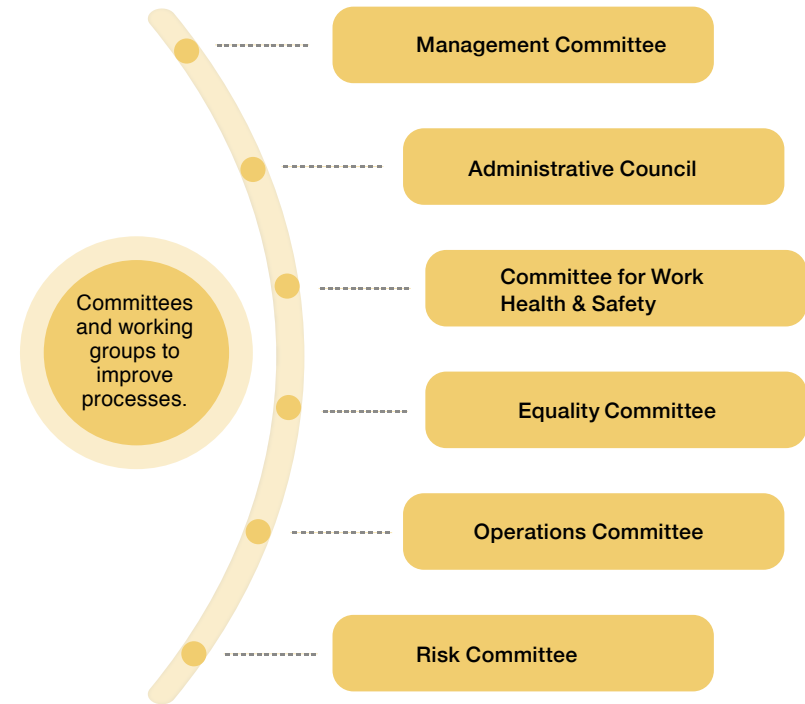 Management Committee
Administrative Council
Committee for Work
Health & Safety
Committees
and working
groups to
improve
processes.
Equality Committee
Operations Committee
Risk Committee